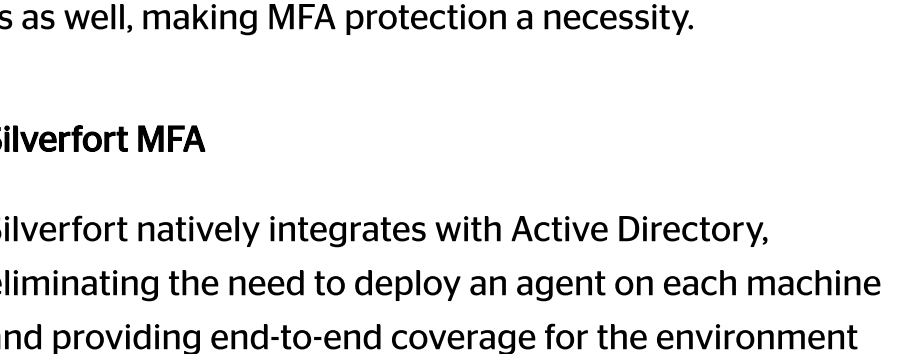 s as well, making MFA protection a necessity.
Silverfort MFA
Silverfort natively integrates with Active Directory,
eliminating the need to deploy an agent on each machine
and providing end-to-end coverage for the environment